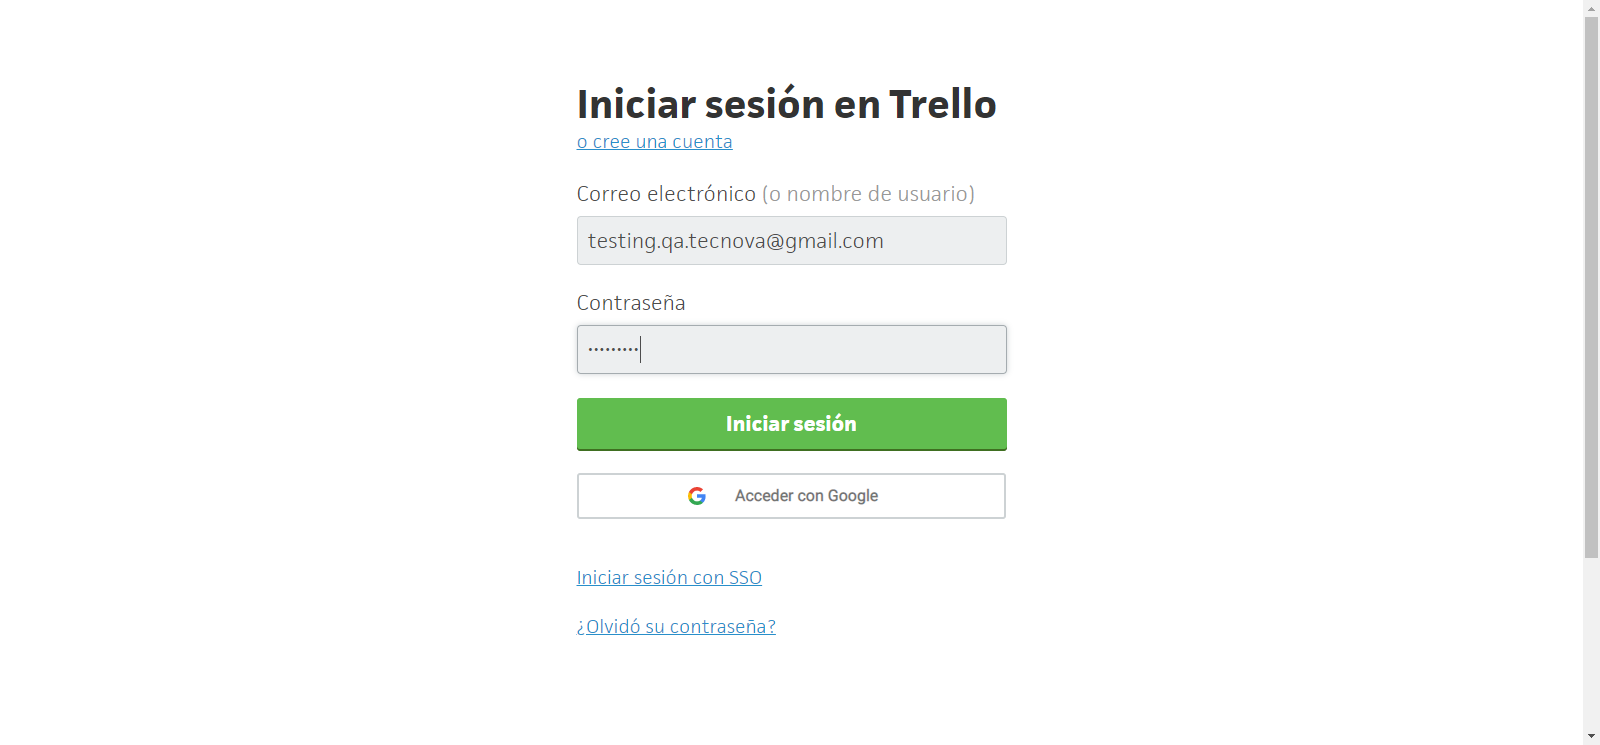 Iniciar sesión en Trello
o cree una cuenta
Correo electrónico (o nombre de usuario)
testing.qa.tecnova@gmail.com
Contraseña
•••••••••
Iniciar sesión
Acceder con Google
Iniciar sesión con SSO
¿Olvidó su contraseña?